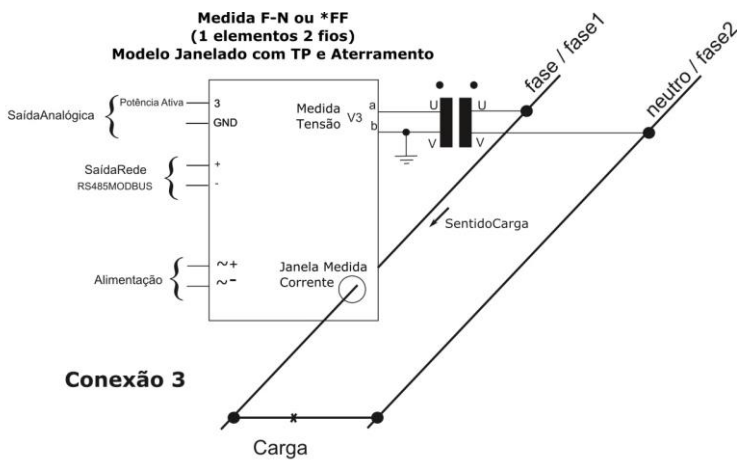 Medida F-N ou *FF
(1 elementos 2 fios)
Modelo Janelado com TP e Aterramento
fase / fase1
neutro / fase2
SaídaAnalógica
Potência Ativa
3
GND
Medida
Tensão
V3
a
b
U
U
V
V
SaídaRede
RS485MODBUS
+
-
SentidoCarga
Alimentação
~+
~-
Janela Medida
Corrente
Conexão 3
Carga